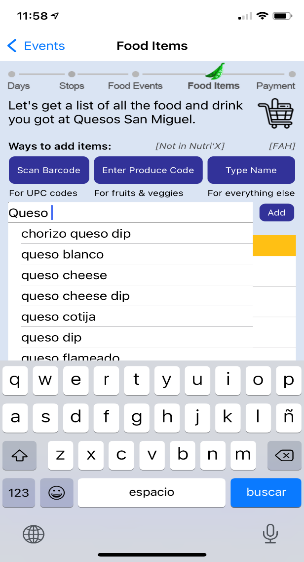 11:58
Events
Food Items
Days Stops Food Events Food Items Payment
Let's get a list of all the food and drink
you got at Quesos San Miguel.
Ways to add items: [Not in Nutri'X] [FAH]
Scan Barcode Enter Produce Code Type Name
For UPC codes For fruits & veggies For everything else
Queso Add
chorizo queso dip
queso blanco
queso cheese
queso cheese dip
queso cotija
queso dip
queso flameado
q w e r t y u i o p
a s d f g h j k l ñ
z x c v b n m
123 espacio buscar